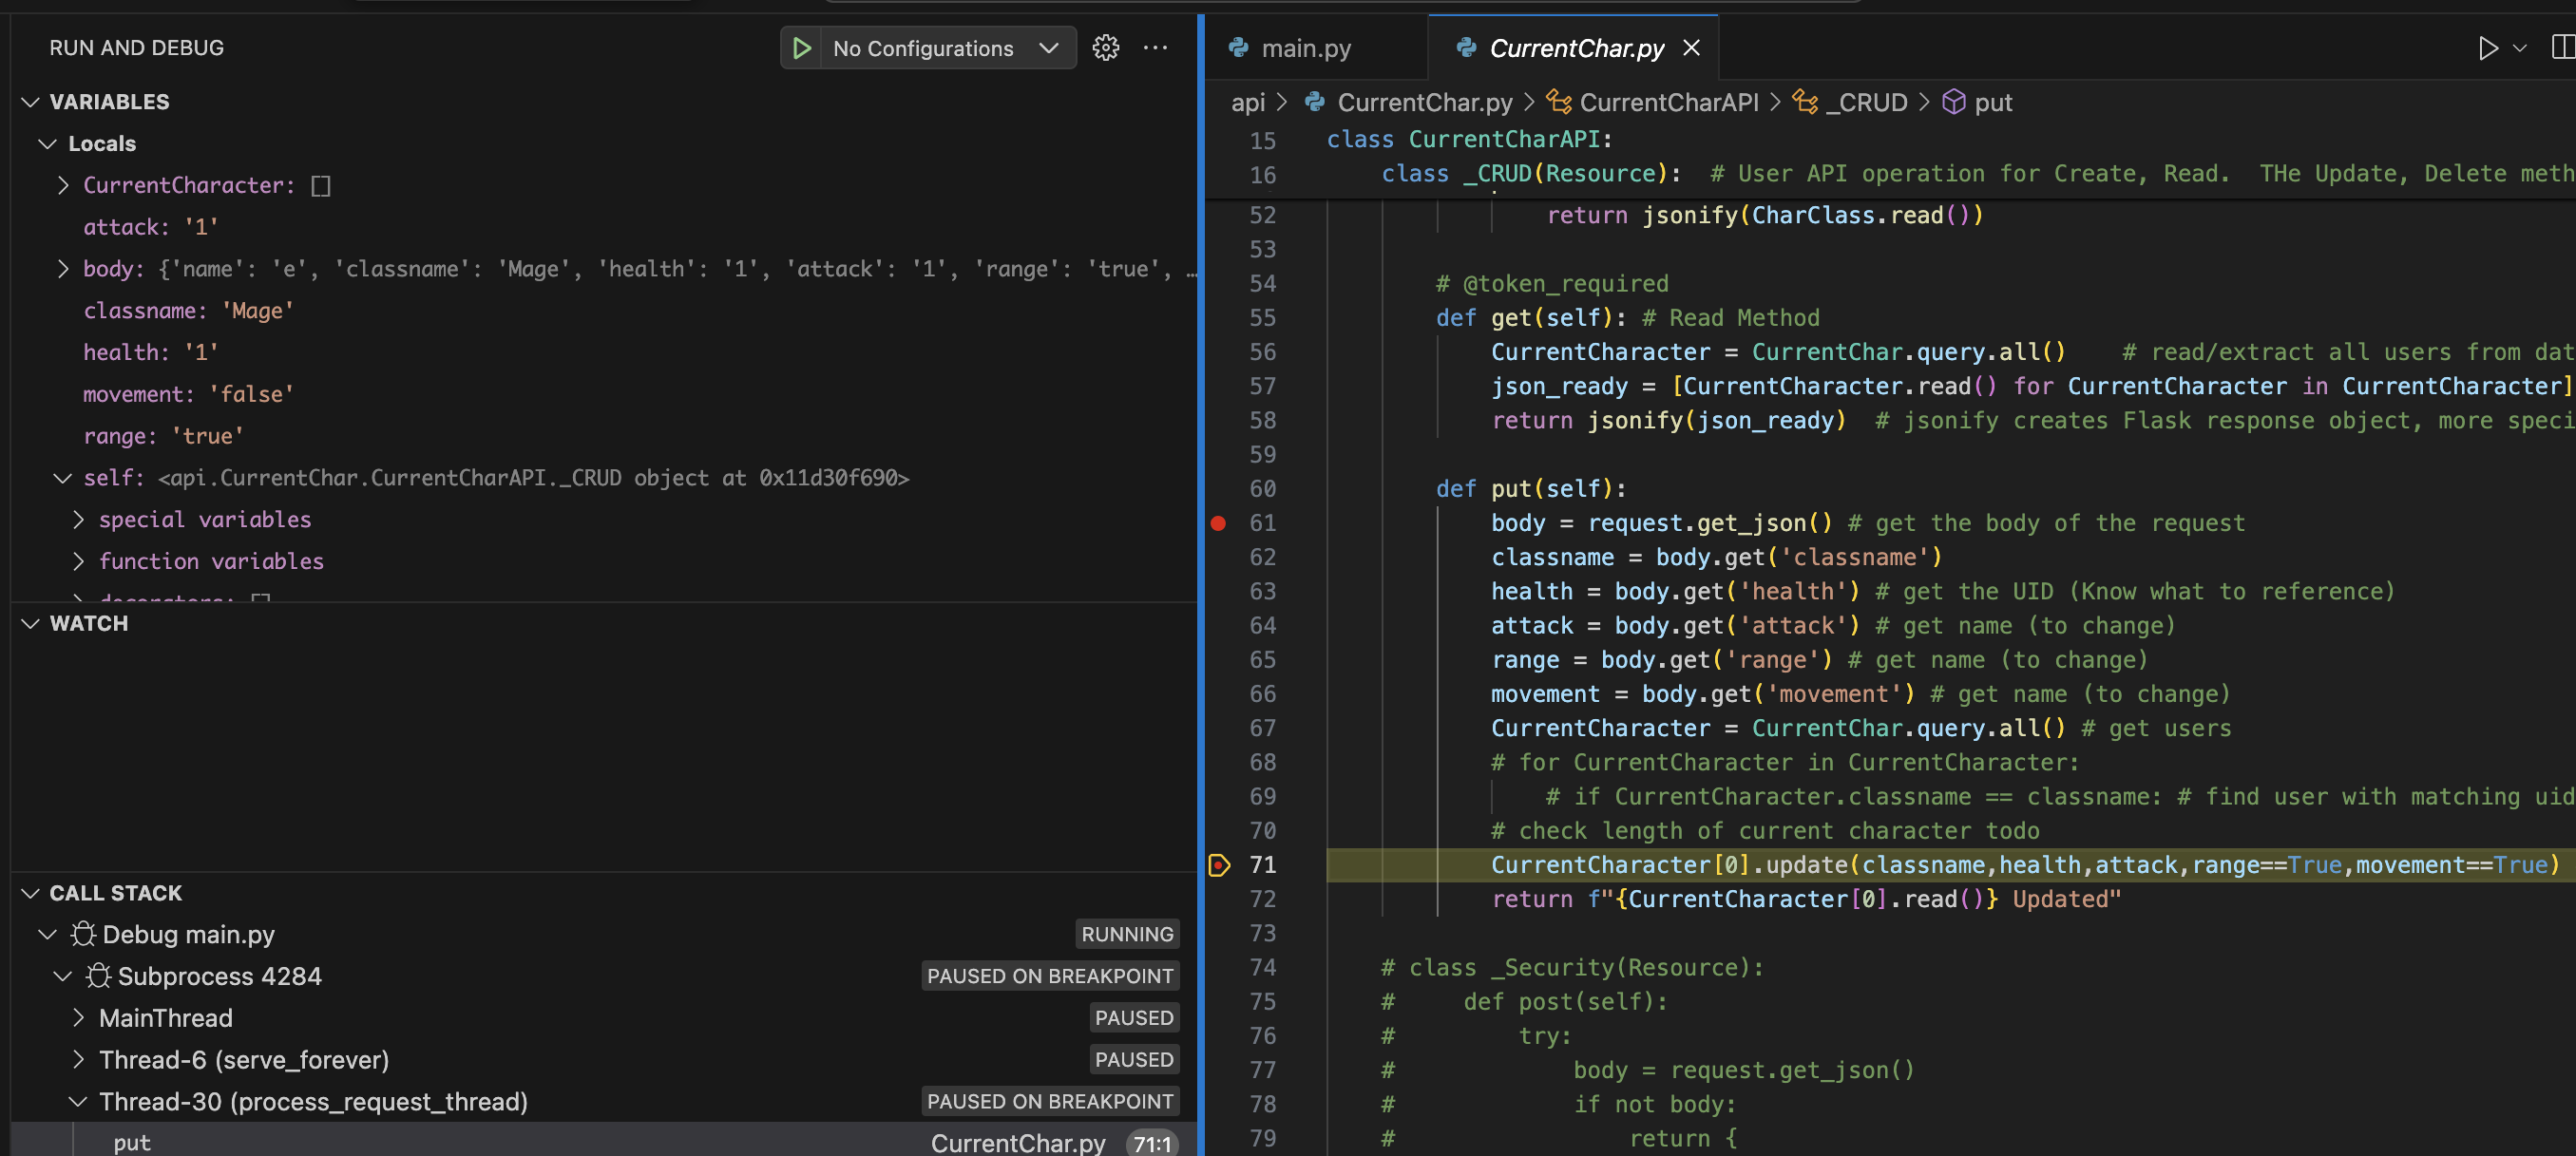 RUN AND DEBUG
No Configurations
VARIABLES
Locals
CurrentCharacter: []
attack: '1'
body: {'name': 'e', 'classname': 'Mage', 'health': '1', 'attack': '1', 'range': 'true', …
classname: 'Mage'
health: '1'
movement: 'false'
range: 'true'
self: <api.CurrentChar.CurrentCharAPI._CRUD object at 0x11d30f690>
special variables
function variables
WATCH
CALL STACK
Debug main.py RUNNING
Subprocess 4284 PAUSED ON BREAKPOINT
MainThread PAUSED
Thread-6 (serve_forever) PAUSED
Thread-30 (process_request_thread) PAUSED ON BREAKPOINT
put CurrentChar.py 71:1
main.py CurrentChar.py
api > CurrentChar.py > CurrentCharAPI > _CRUD > put
15 class CurrentCharAPI:
16 class _CRUD(Resource): # User API operation for Create, Read. THe Update, Delete meth
52 return jsonify(CharClass.read())
53
54 # @token_required
55 def get(self): # Read Method
56 CurrentCharacter = CurrentChar.query.all() # read/extract all users from dat
57 json_ready = [CurrentCharacter.read() for CurrentCharacter in CurrentCharacter]
58 return jsonify(json_ready) # jsonify creates Flask response object, more speci
59
60 def put(self):
61 body = request.get_json() # get the body of the request
62 classname = body.get('classname')
63 health = body.get('health') # get the UID (Know what to reference)
64 attack = body.get('attack') # get name (to change)
65 range = body.get('range') # get name (to change)
66 movement = body.get('movement') # get name (to change)
67 CurrentCharacter = CurrentChar.query.all() # get users
68 # for CurrentCharacter in CurrentCharacter:
69 # if CurrentCharacter.classname == classname: # find user with matching uid
70 # check length of current character todo
71 CurrentCharacter[0].update(classname,health,attack,range==True,movement==True)
72 return f"{CurrentCharacter[0].read()} Updated"
73
74 # class _Security(Resource):
75 # def post(self):
76 # try:
77 # body = request.get_json()
78 # if not body:
79 # return {